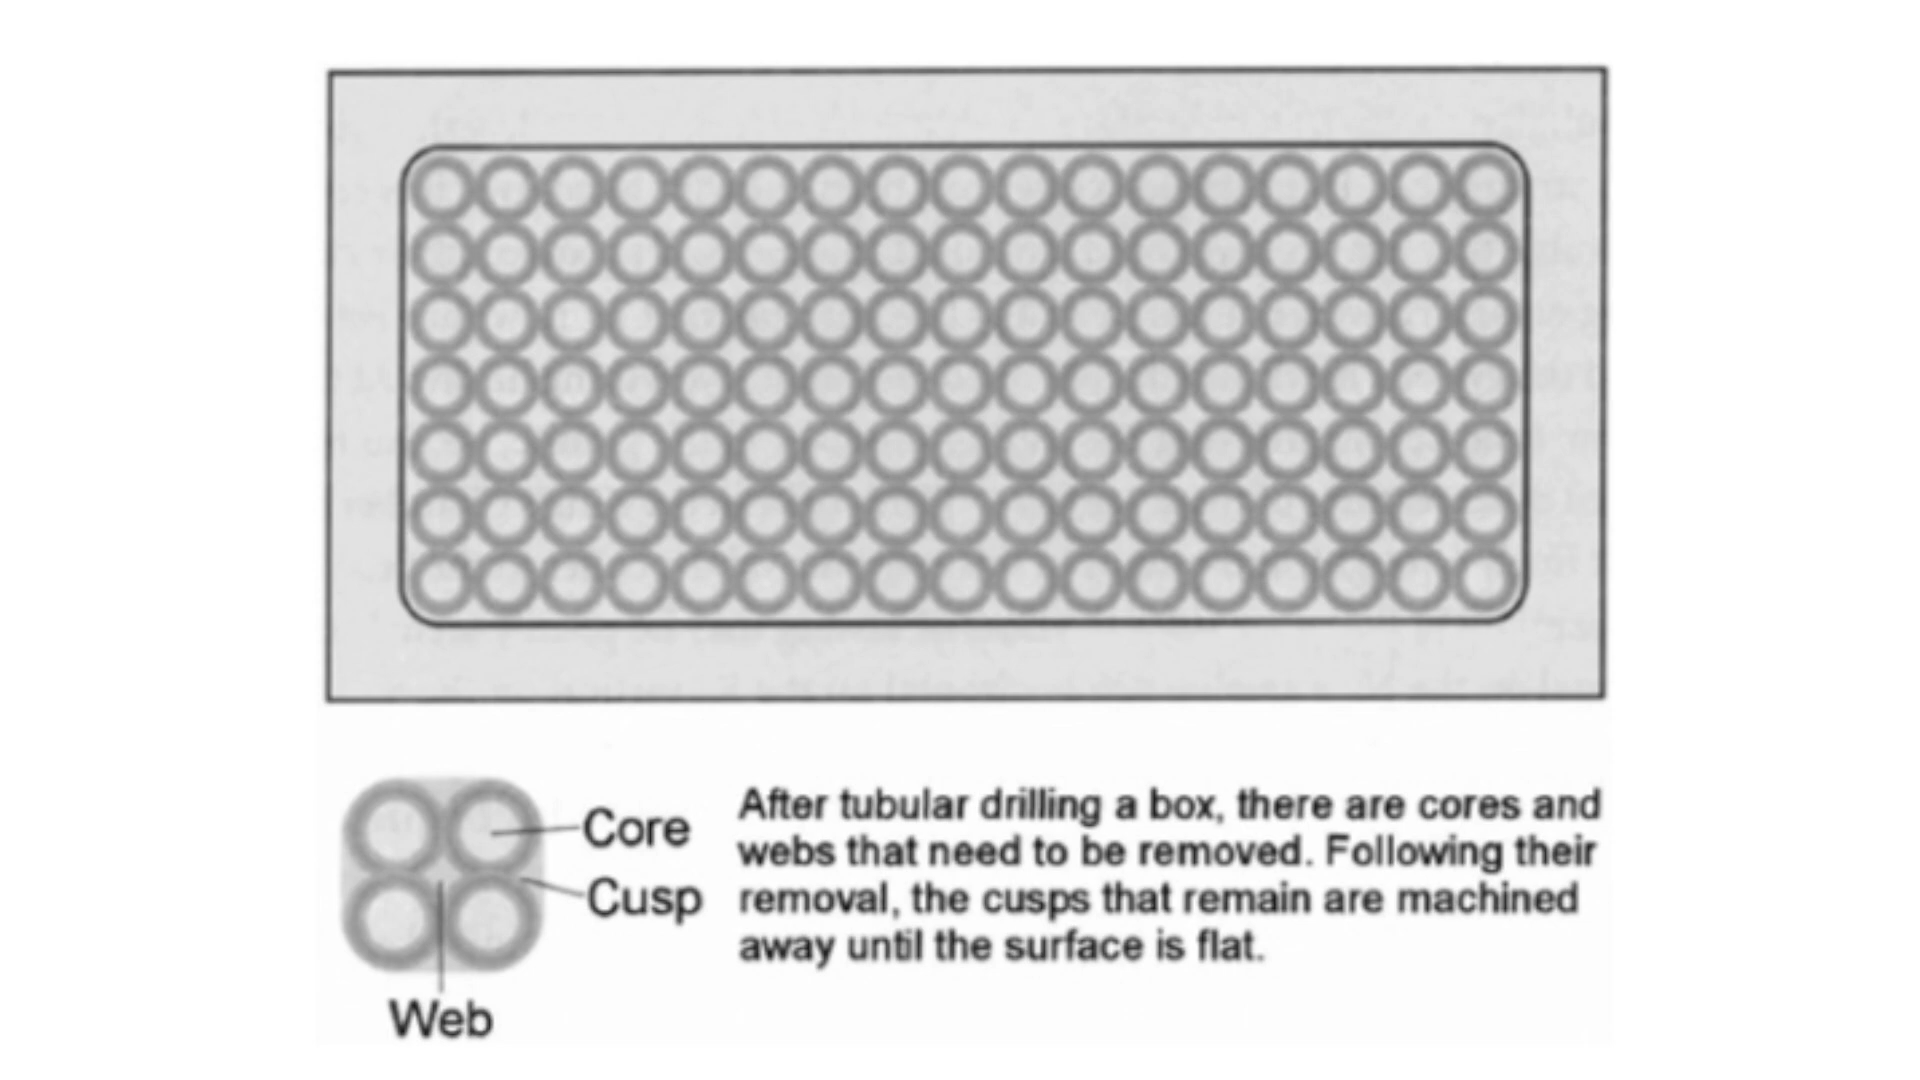 Core
Cusp
Web
After tubular drilling a box, there are cores and
webs that need to be removed. Following their
removal, the cusps that remain are machined
away until the surface is flat.